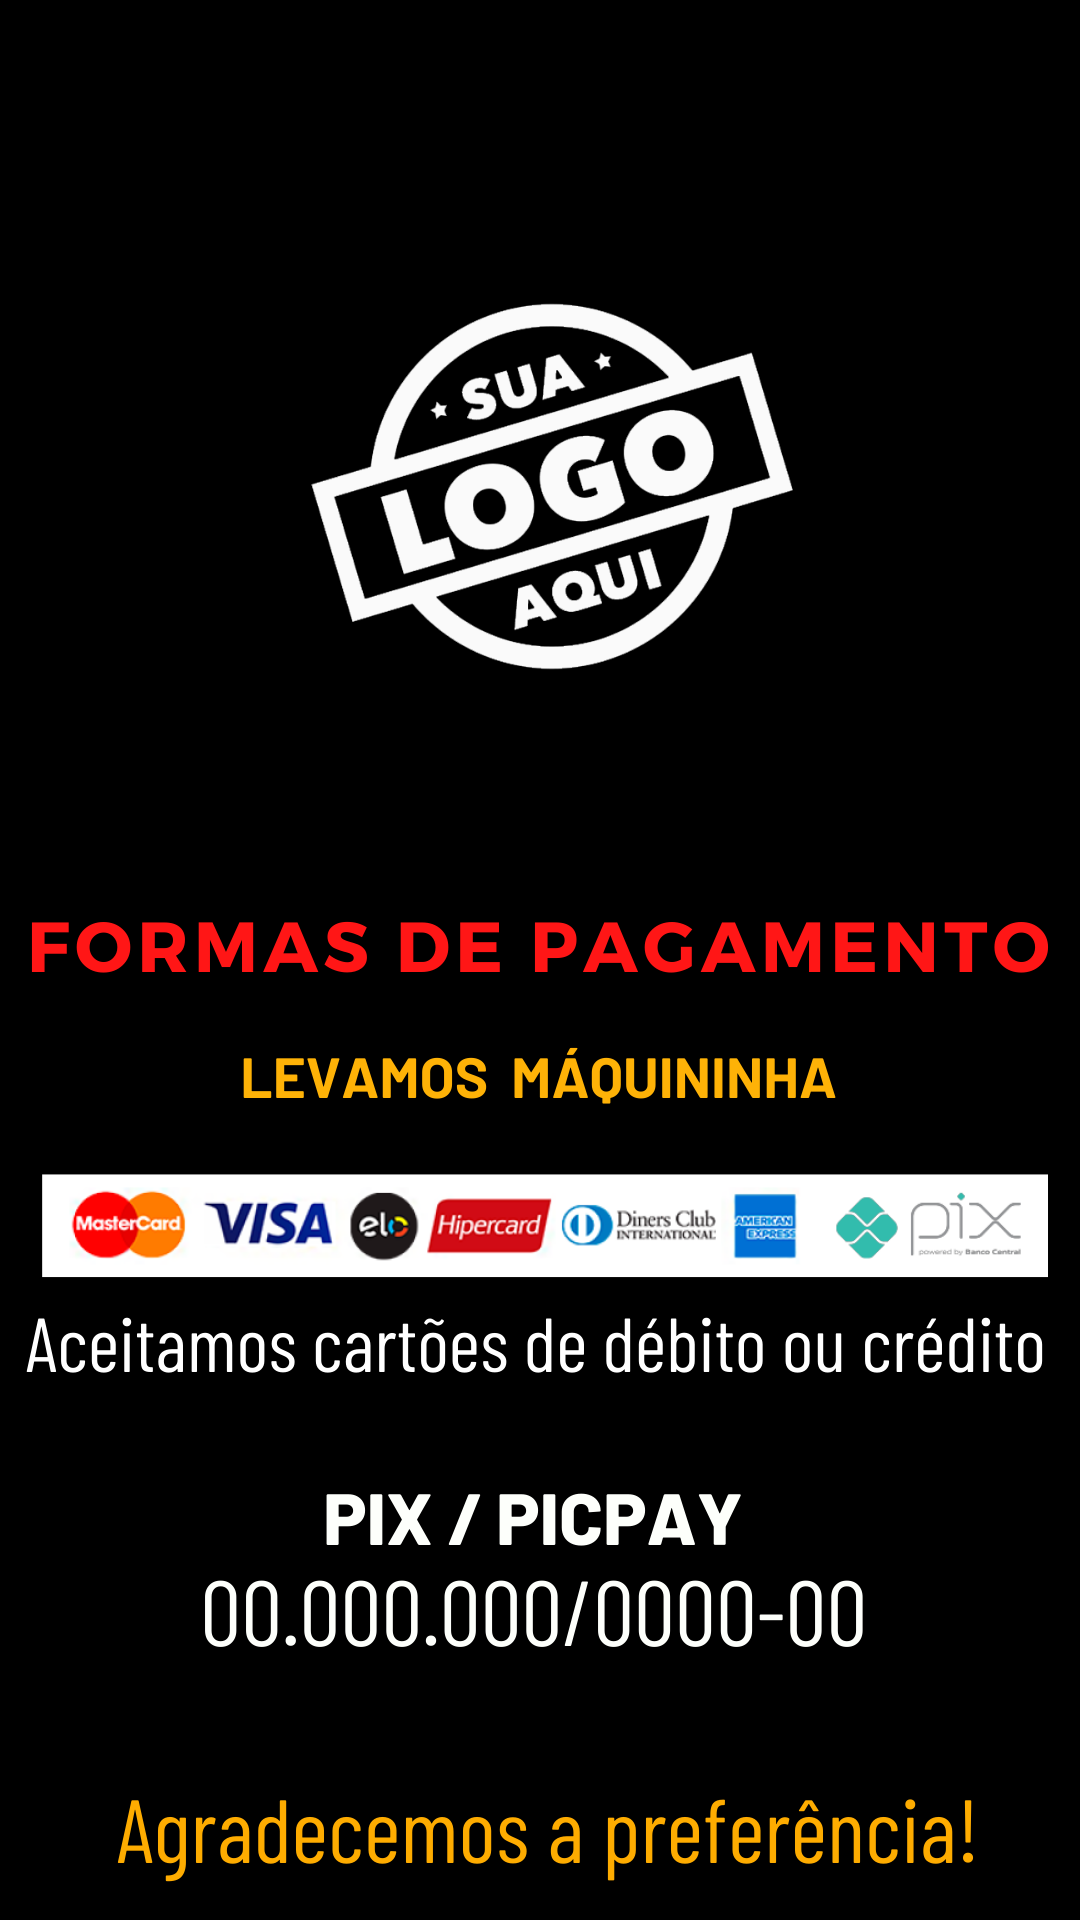 SUA
LOGO
AQUI
FORMAS DE PAGAMENTO
LEVAMOS MÁQUININHA
MasterCard VISA elo Hipercard Diners Club INTERNATIONAL AMERICAN EXPRESS pix powered by Banco Central
Aceitamos cartões de débito ou crédito
PIX / PICPAY
00.000.000/0000-00
Agradecemos a preferência!